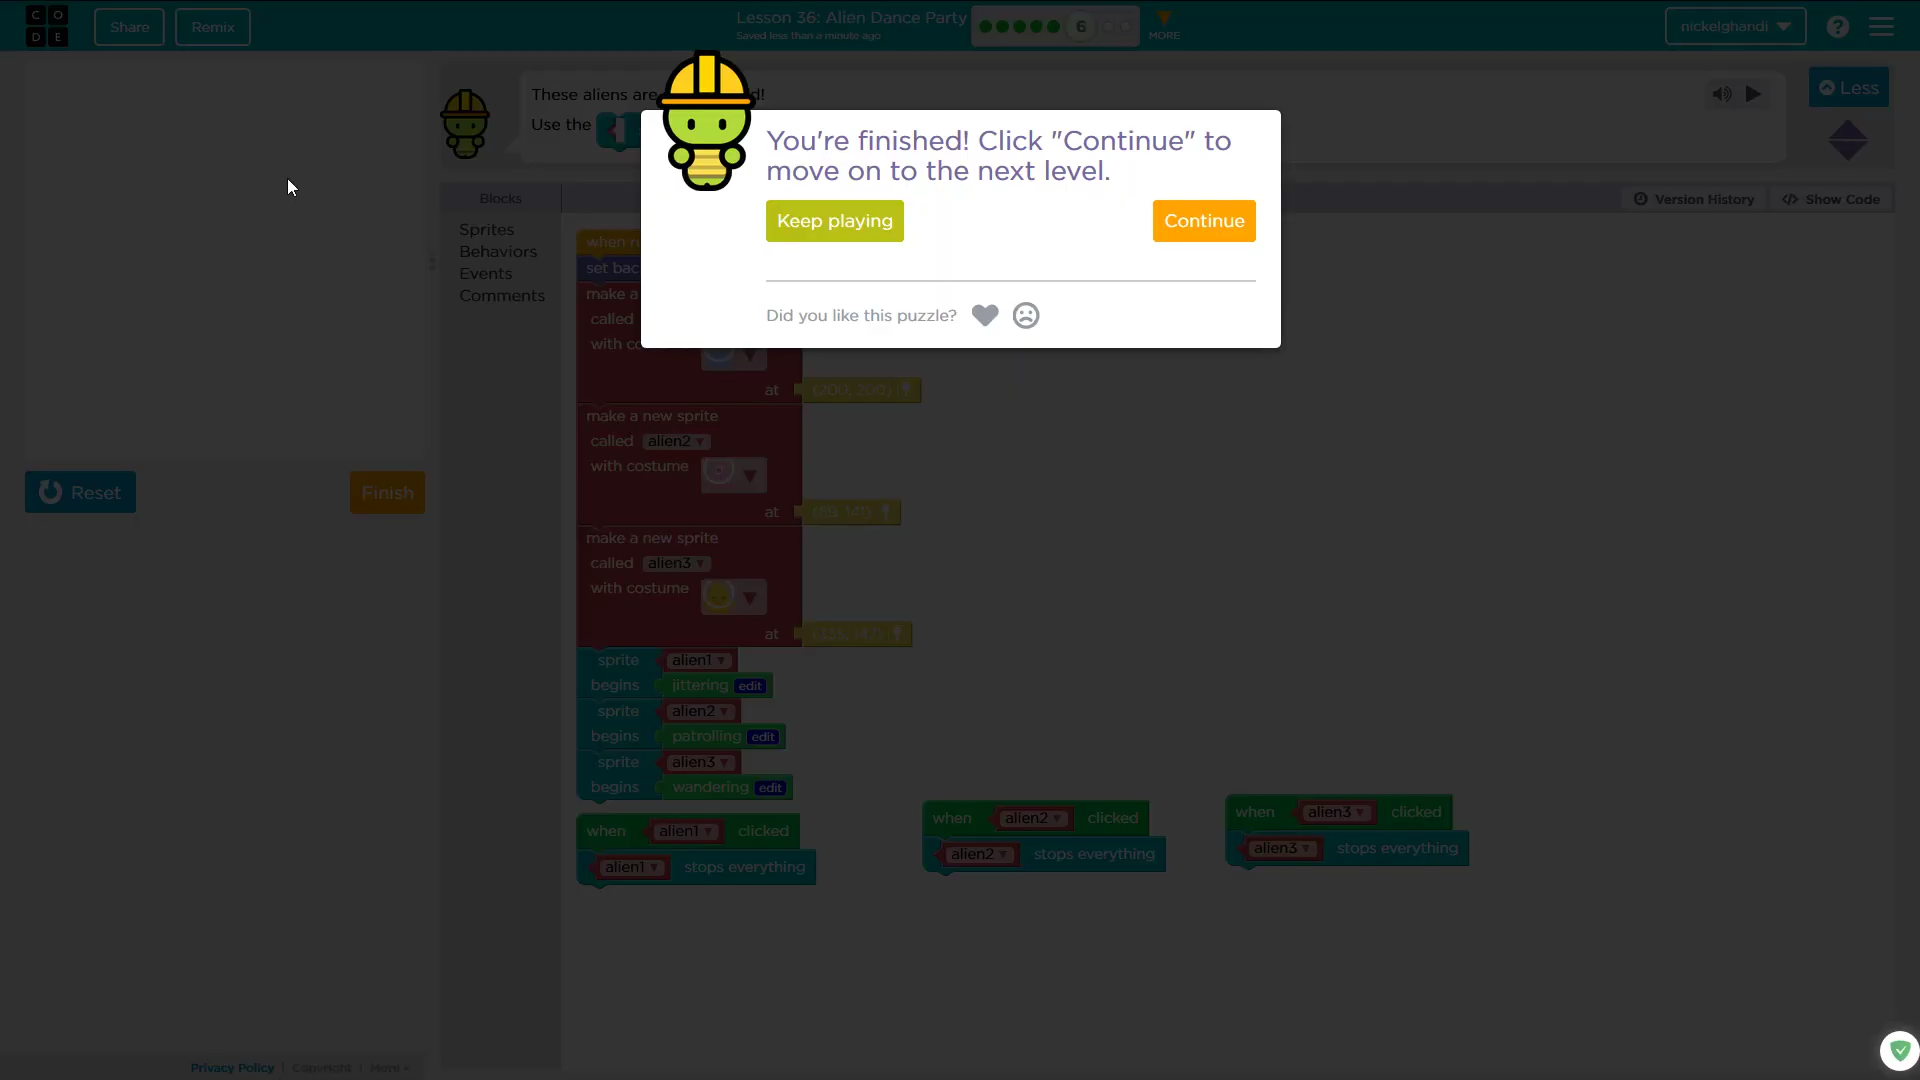 C O
D E
Share
Remix
Lesson 36: Alien Dance Party
Saved less than a minute ago
6
MORE
nickelghandi
?
These aliens are
d!
Use the
Less
You're finished! Click "Continue" to
move on to the next level.
Keep playing
Continue
Did you like this puzzle?
Blocks
Version History
Show Code
Sprites
Behaviors
Events
Comments
when r
set bac
make a
called
with co
at (200, 200)
make a new sprite
called alien2
with costume
at
make a new sprite
called alien3
with costume
at
sprite alien1
begins jittering edit
sprite alien2
begins patrolling edit
sprite alien3
begins wandering edit
when alien1 clicked
alien1 stops everything
when alien2 clicked
alien2 stops everything
when alien3 clicked
alien3 stops everything
Reset
Finish
Privacy Policy | Copyright | More